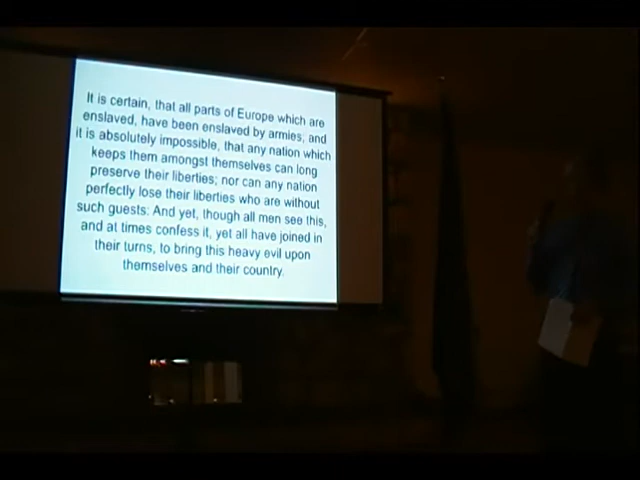 It is certain, that all parts of Europe which are
enslaved, have been enslaved by armies; and
it is absolutely impossible, that any nation which
keeps them amongst themselves can long
preserve their liberties; nor can any nation
perfectly lose their liberties who are without
such guests: And yet, though all men see this,
and at times confess it, yet all have joined in
their turns, to bring this heavy evil upon
themselves and their country.